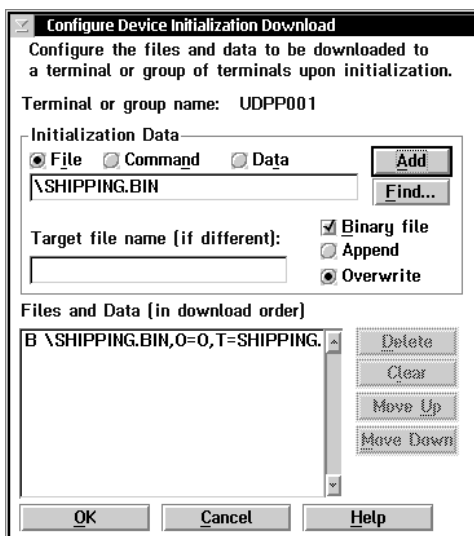 Configure Device Initialization Download
Configure the files and data to be downloaded to
a terminal or group of terminals upon initialization.
Terminal or group name: UDPP001
Initialization Data
File Command Data Add
\SHIPPING.BIN Find...
Target file name (if different): Binary file
Append
Overwrite
Files and Data (in download order)
B \SHIPPING.BIN,O=O,T=SHIPPING. Delete
Clear
Move Up
Move Down
OK Cancel Help